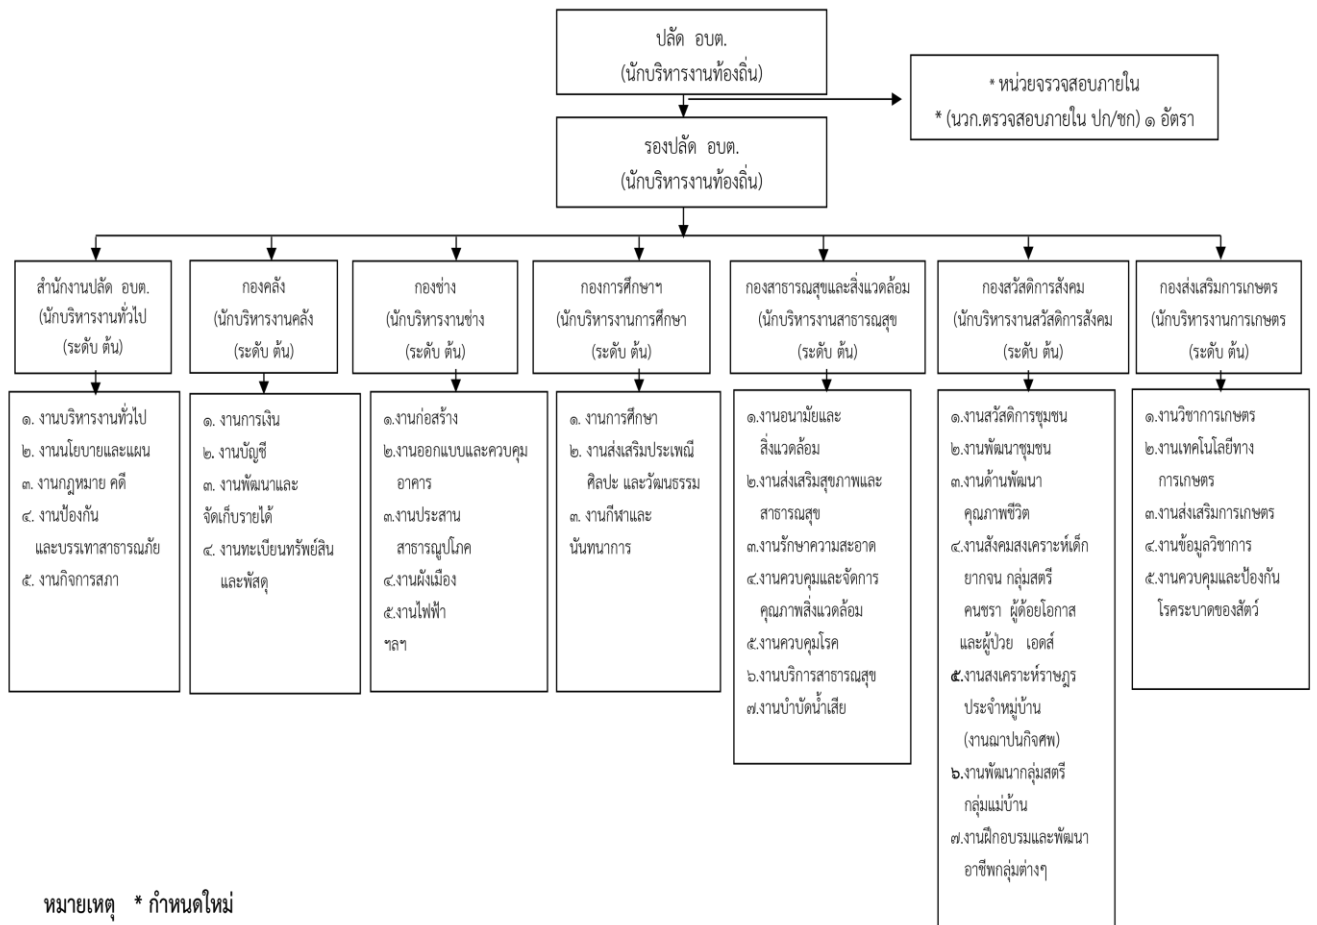 ปลัด อบต.
(นักบริหารงานท้องถิ่น)
* หน่วยจรวจสอบภายใน
* (นวก.ตรวจสอบภายใน ปก/ชก) ๑ อัตรา
รองปลัด อบต.
(นักบริหารงานท้องถิ่น)
สำนักงานปลัด อบต.
(นักบริหารงานทั่วไป
(ระดับ ต้น)
กองคลัง
(นักบริหารงานคลัง
(ระดับ ต้น)
กองช่าง
(นักบริหารงานช่าง
(ระดับ ต้น)
กองการศึกษาฯ
(นักบริหารงานการศึกษา
(ระดับ ต้น)
กองสาธารณสุขและสิ่งแวดล้อม
(นักบริหารงานสาธารณสุข
(ระดับ ต้น)
กองสวัสดิการสังคม
(นักบริหารงานสวัสดิการสังคม
(ระดับ ต้น)
กองส่งเสริมการเกษตร
(นักบริหารงานการเกษตร
(ระดับ ต้น)
๑. งานบริหารงานทั่วไป
๒. งานนโยบายและแผน
๓. งานกฎหมาย คดี
๔. งานป้องกัน
และบรรเทาสาธารณภัย
๕. งานกิจการสภา
๑. งานการเงิน
๒. งานบัญชี
๓. งานพัฒนาและ
จัดเก็บรายได้
๔. งานทะเบียนทรัพย์สิน
และพัสดุ
๑.งานก่อสร้าง
๒.งานออกแบบและควบคุม
อาคาร
๓.งานประสาน
สาธารณูปโภค
๔.งานผังเมือง
๕.งานไฟฟ้า
ฯลฯ
๑. งานการศึกษา
๒. งานส่งเสริมประเพณี
ศิลปะ และวัฒนธรรม
๓. งานกีฬาและ
นันทนาการ
๑.งานอนามัยและ
สิ่งแวดล้อม
๒.งานส่งเสริมสุขภาพและ
สาธารณสุข
๓.งานรักษาความสะอาด
๔.งานควบคุมและจัดการ
คุณภาพสิ่งแวดล้อม
๕.งานควบคุมโรค
๖.งานบริการสาธารณสุข
๗.งานบำบัดน้ำเสีย
๑.งานสวัสดิการชุมชน
๒.งานพัฒนาชุมชน
๓.งานด้านพัฒนา
คุณภาพชีวิต
๔.งานสังคมสงเคราะห์เด็ก
ยากจน กลุ่มสตรี
คนชรา ผู้ด้อยโอกาส
และผู้ป่วย เอดส์
๕.งานสงเคราะห์ราษฎร
ประจำหมู่บ้าน
(งานฌาปนกิจศพ)
๖.งานพัฒนากลุ่มสตรี
กลุ่มแม่บ้าน
๗.งานฝึกอบรมและพัฒนา
อาชีพกลุ่มต่างๆ
๑.งานวิชาการเกษตร
๒.งานเทคโนโลยีทาง
การเกษตร
๓.งานส่งเสริมการเกษตร
๔.งานข้อมูลวิชาการ
๕.งานควบคุมและป้องกัน
โรคระบาดของสัตว์
หมายเหตุ * กำหนดใหม่